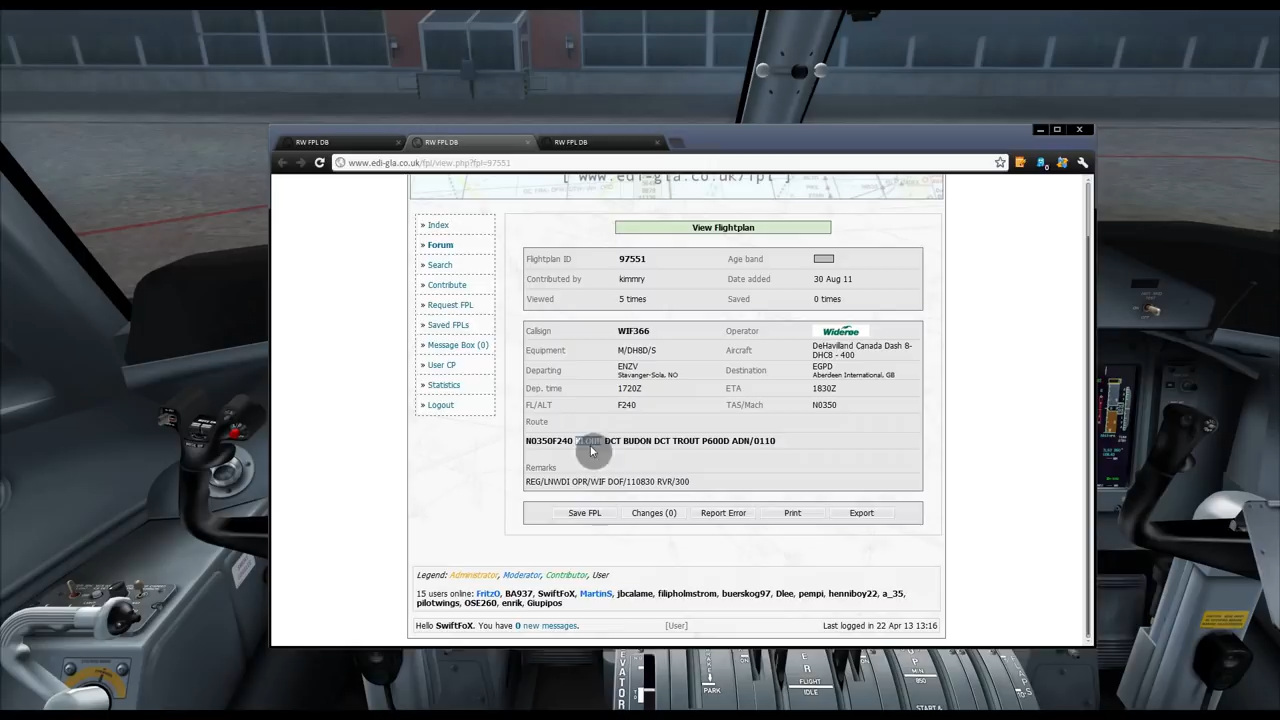 RW FPL DB
RW FPL DB
RW FPL DB
www.edi-gla.co.uk/fpl/view.php?fpl=97551
[ www.edi-gla.co.uk/fpl ]
» Index
» Forum
» Search
» Contribute
» Request FPL
» Saved FPLs
» Message Box (0)
» User CP
» Statistics
» Logout
View Flightplan
Flightplan ID 97551 Age band
Contributed by kimmry Date added 30 Aug 11
Viewed 5 times Saved 0 times
Callsign WIF366 Operator Widerøe
Equipment M/DH8D/S Aircraft DeHavilland Canada Dash 8-
DHC8 - 400
Departing ENZV Destination EGPD
Stavanger-Sola, NO Aberdeen International, GB
Dep. time 1720Z ETA 1830Z
FL/ALT F240 TAS/Mach N0350
Route
N0350F240 DCT BUDON DCT TROUT P600D ADN/0110
Remarks
REG/LNWDI OPR/WIF DOF/110830 RVR/300
Save FPL Changes (0) Report Error Print Export
Legend: Administrator, Moderator, Contributor, User
15 users online: FritzO, BA937, SwiftFoX, MartinS, jbcalame, filipholmstrom, buerskog97, Dlee, pempi, henniboy22, a_35,
pilotwings, OSE260, enrik, Giupipos
Hello SwiftFoX. You have 0 new messages. [User] Last logged in 22 Apr 13 13:16
PARK
FLIGHT
IDLE
MIN
850
START &